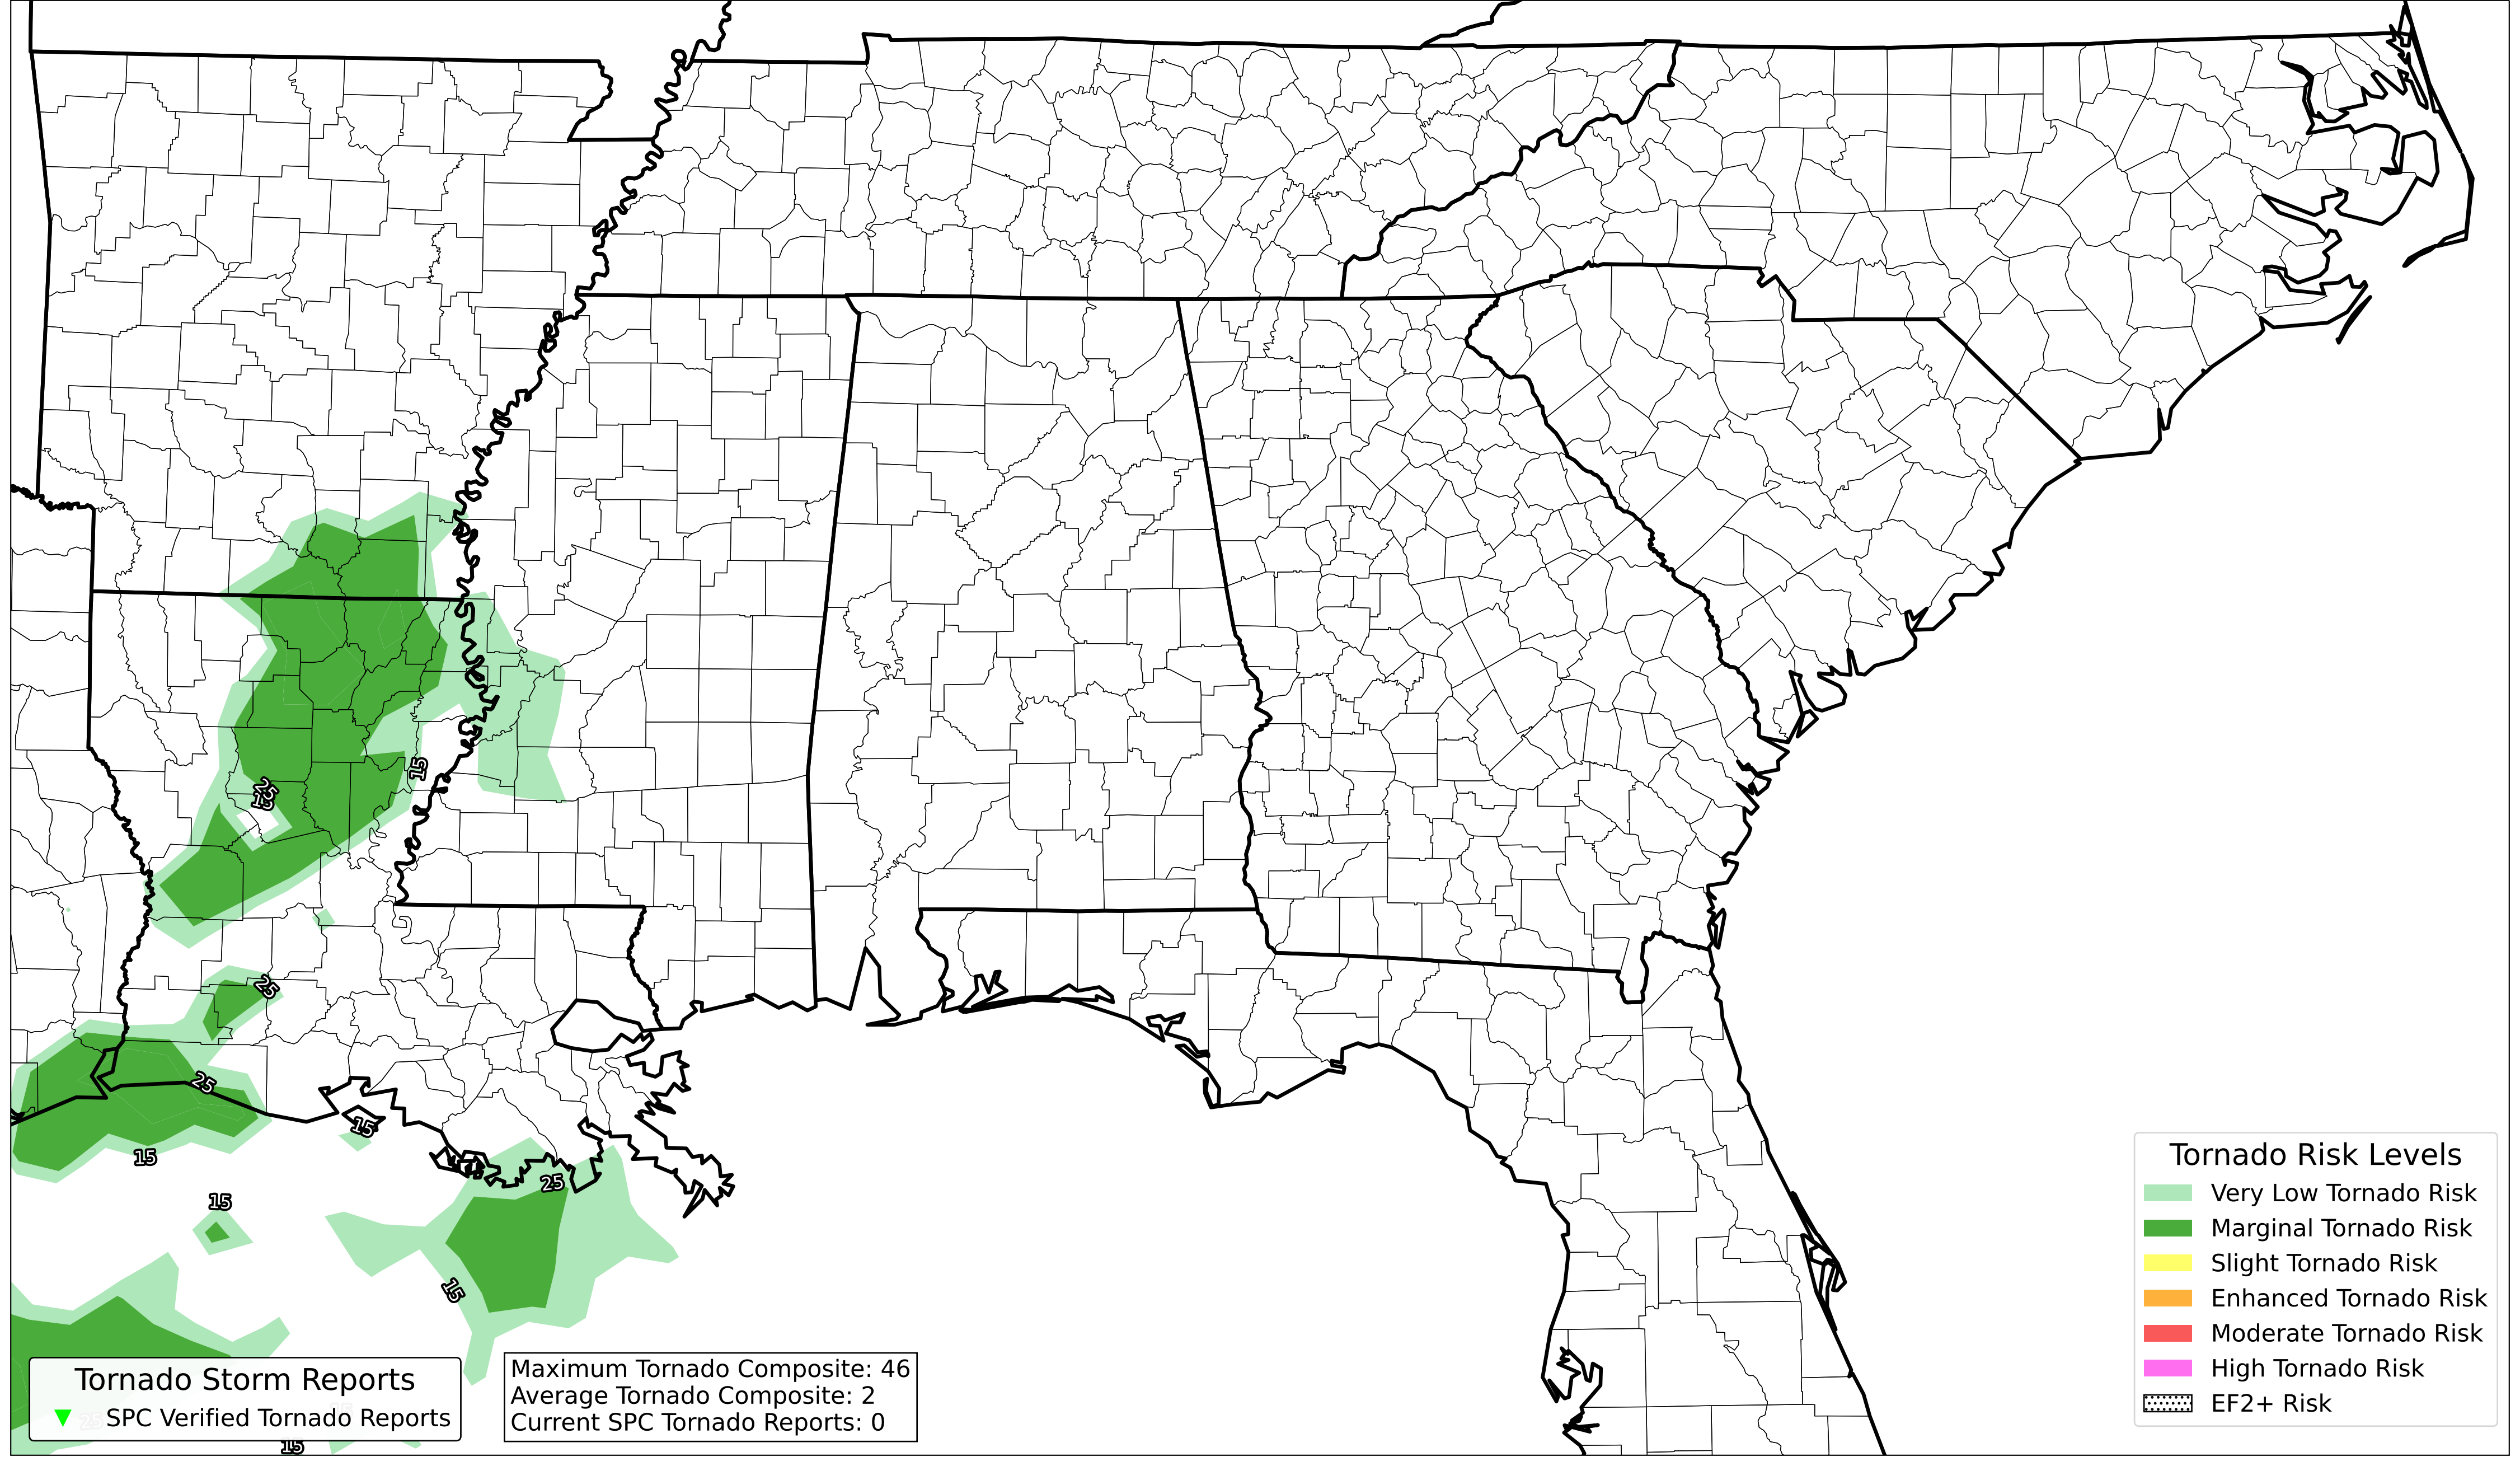 15
25
15
25
25
15
15
25
15
15
15
Tornado Storm Reports
SPC Verified Tornado Reports
Maximum Tornado Composite: 46
Average Tornado Composite: 2
Current SPC Tornado Reports: 0
Tornado Risk Levels
Very Low Tornado Risk
Marginal Tornado Risk
Slight Tornado Risk
Enhanced Tornado Risk
Moderate Tornado Risk
High Tornado Risk
EF2+ Risk